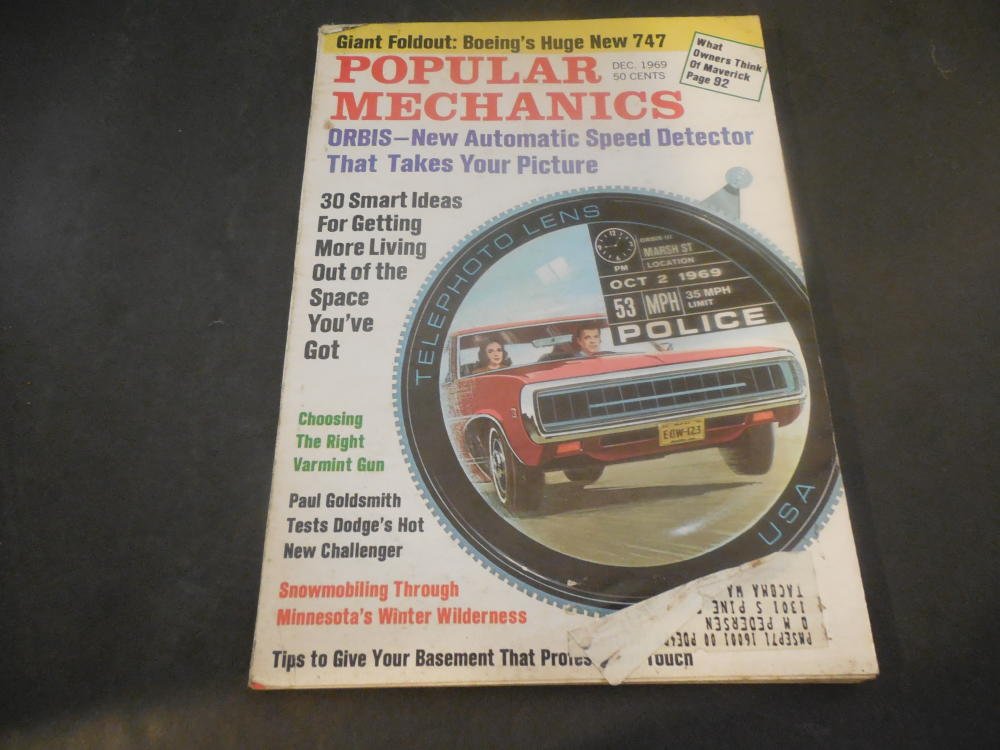 Giant Foldout: Boeing's Huge New 747
What
Owners Think
Of Maverick
Page 92
POPULAR
MECHANICS
DEC. 1969
50 CENTS
ORBIS—New Automatic Speed Detector
That Takes Your Picture
30 Smart Ideas
For Getting
More Living
Out of the
Space
You've
Got
TELEPHOTO LENS
PM
MARSH ST
LOCATION
OCT 2 1969
53 MPH
35 MPH
LIMIT
POLICE
USA
Choosing
The Right
Varmint Gun
Paul Goldsmith
Tests Dodge's Hot
New Challenger
Snowmobiling Through
Minnesota's Winter Wilderness
Tips to Give Your Basement That Profes Touch
O M PEDERSEN
1301 S PINE
TACOMA WA